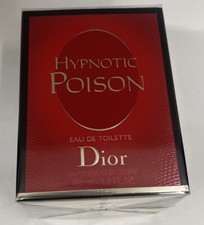 HYPNOTIC
POISON
EAU DE TOILETTE
Dior